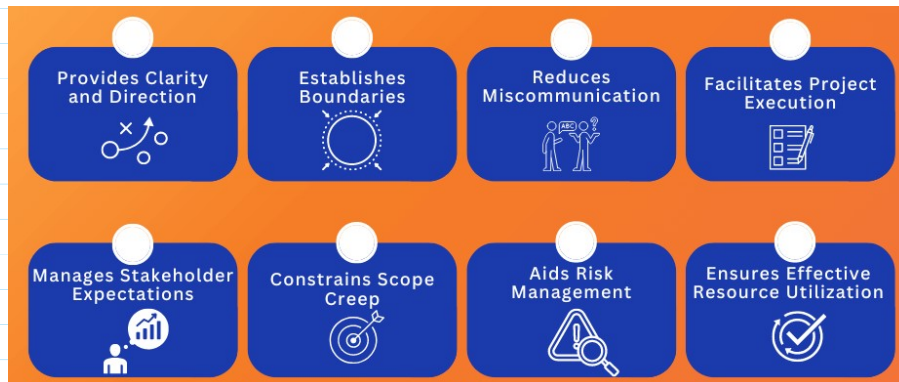 Provides Clarity
and Direction
Establishes
Boundaries
Reduces
Miscommunication
ABC
?
Facilitates Project
Execution
Manages Stakeholder
Expectations
Constrains Scope
Creep
Aids Risk
Management
Ensures Effective
Resource Utilization